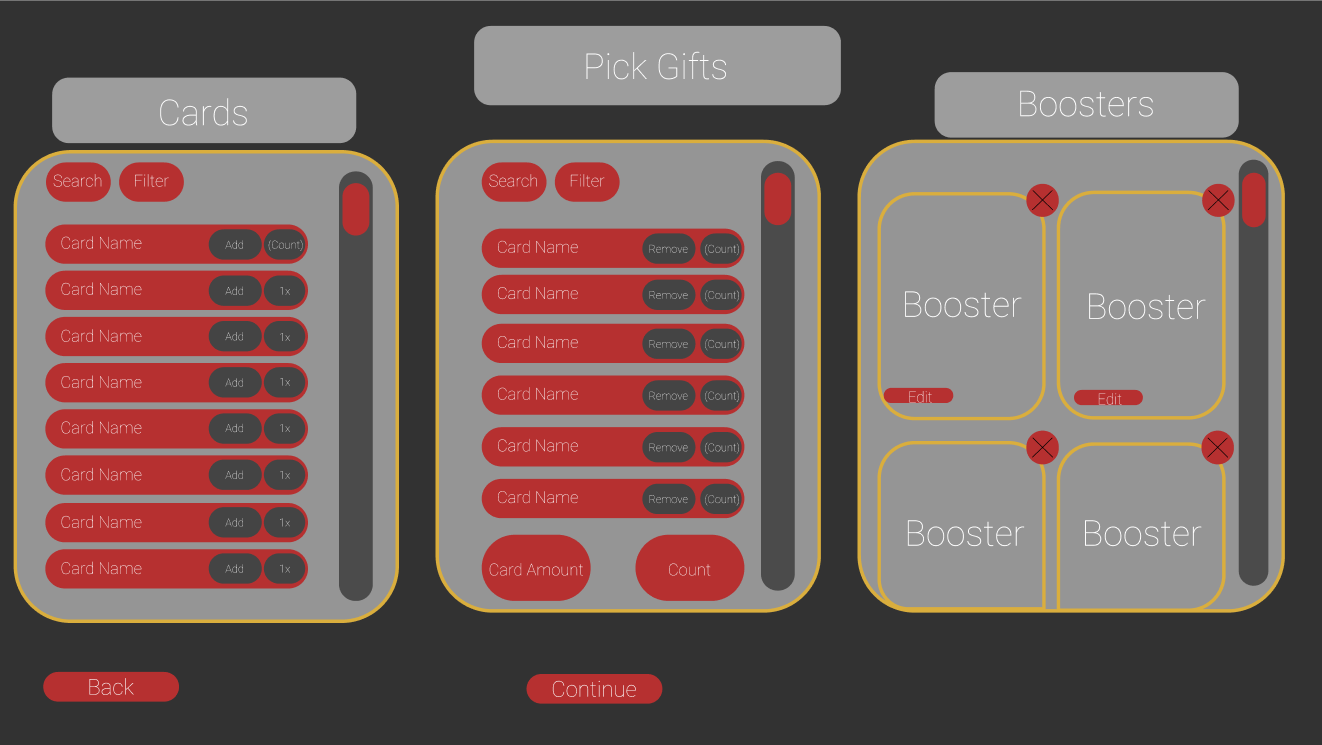 Pick Gifts
Cards
Boosters
Search Filter
Card Name Add (Count)
Card Name Add 1x
Card Name Add 1x
Card Name Add 1x
Card Name Add 1x
Card Name Add 1x
Card Name Add 1x
Card Name Add 1x
Search Filter
Card Name Remove (Count)
Card Name Remove (Count)
Card Name Remove (Count)
Card Name Remove (Count)
Card Name Remove (Count)
Card Name Remove (Count)
Card Amount Count
Booster Booster
Edit Edit
Booster Booster
Back Continue